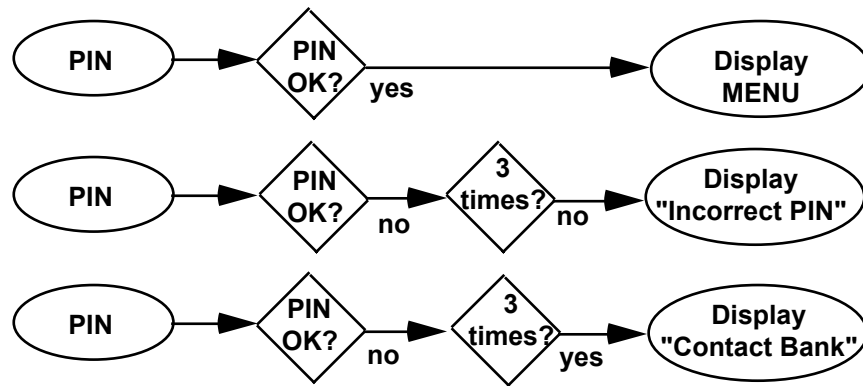 PIN
PIN
OK?
yes
Display
MENU
PIN
PIN
OK?
no
3
times?
no
Display
"Incorrect PIN"
PIN
PIN
OK?
no
3
times?
yes
Display
"Contact Bank"